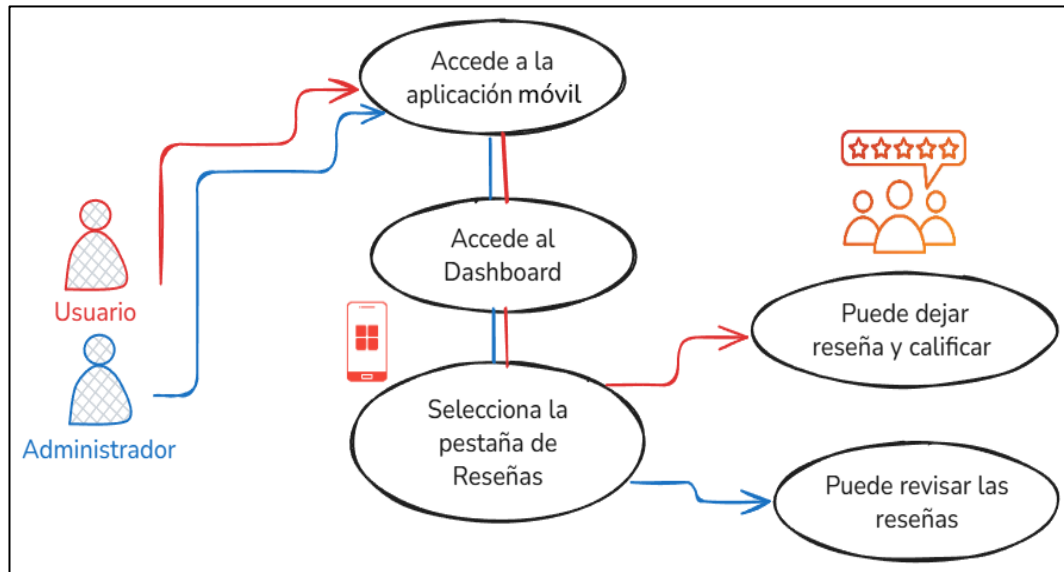 Accede a la
aplicación móvil
Accede al
Dashboard
Usuario
Puede dejar
reseña y calificar
Selecciona la
pestaña de
Reseñas
Administrador
Puede revisar las
reseñas